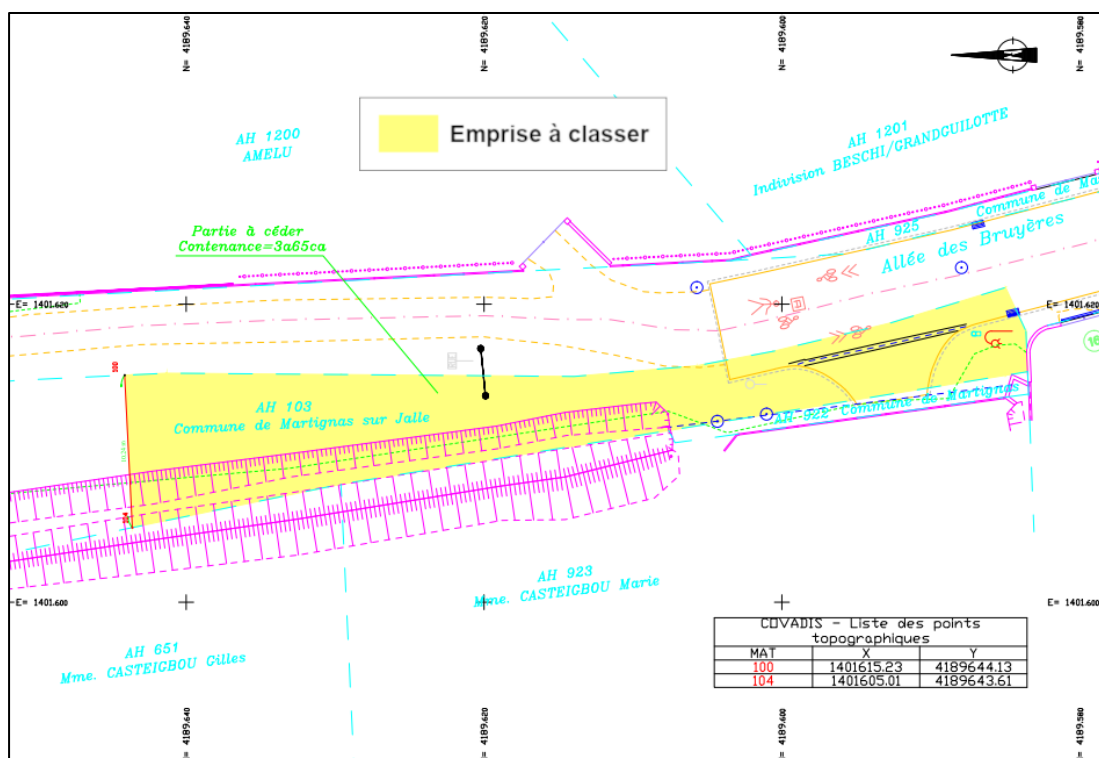 N= 4189.640
N= 4189.620
N= 4189.600
N= 4189.580
AH 1200
AMELU
Emprise à classer
AH 1201
Indivision BESCHI/GRANDGUILOTTE
Partie à céder
Contenance=3a65ca
Commune de Ma
AH 925
Allée des Bruyères
E= 1401.620
E= 1401.620
100
AH 103
Commune de Martignas sur Jalle
AH 922 Commune de Martignas
104
AH 923
Mme. CASTEIGBOU Marie
E= 1401.600
E= 1401.600
AH 651
Mme. CASTEIGBOU Gilles
COVADIS - Liste des points
topographiques
MAT X Y
100 1401615.23 4189644.13
104 1401605.01 4189643.61
N= 4189.640
N= 4189.620
N= 4189.600
N= 4189.580